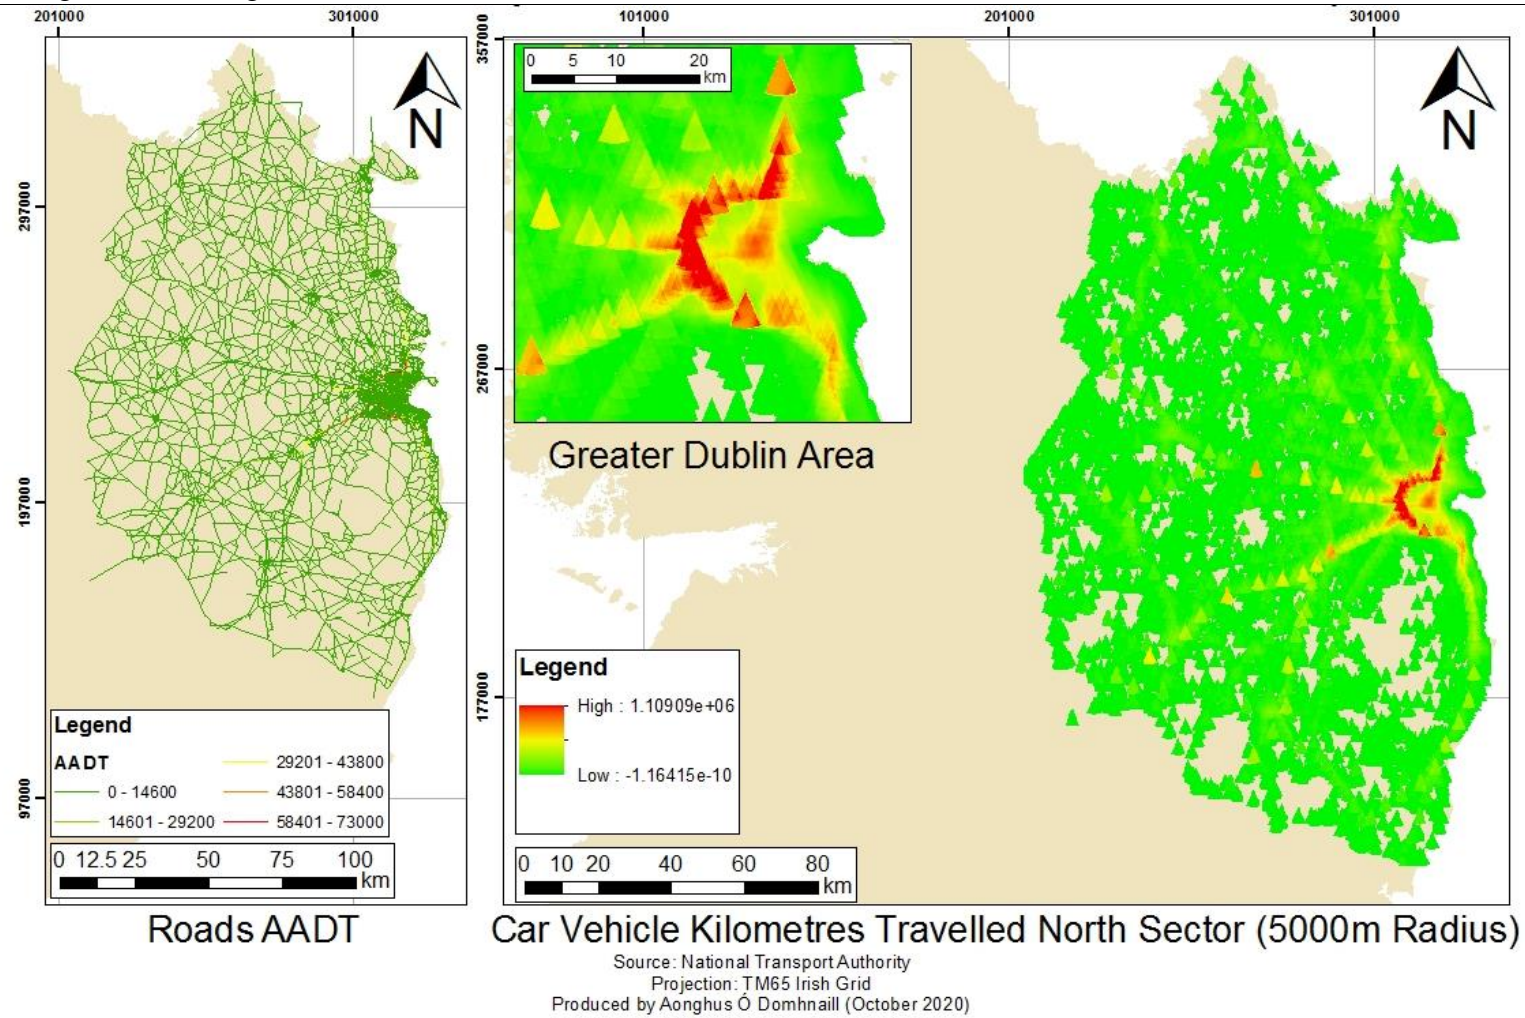 201000 301000
101000 201000 301000
297000
197000
97000
357000
267000
177000
N
0 5 10 20
km
N
Greater Dublin Area
Legend
AADT
0 - 14600
14601 - 29200
29201 - 43800
43801 - 58400
58401 - 73000
0 12.5 25 50 75 100
km
Legend
High : 1.10909e+06
Low : -1.16415e-10
0 10 20 40 60 80
km
Roads AADT
Car Vehicle Kilometres Travelled North Sector (5000m Radius)
Source: National Transport Authority
Projection: TM65 Irish Grid
Produced by Aonghus Ó Domhnaill (October 2020)